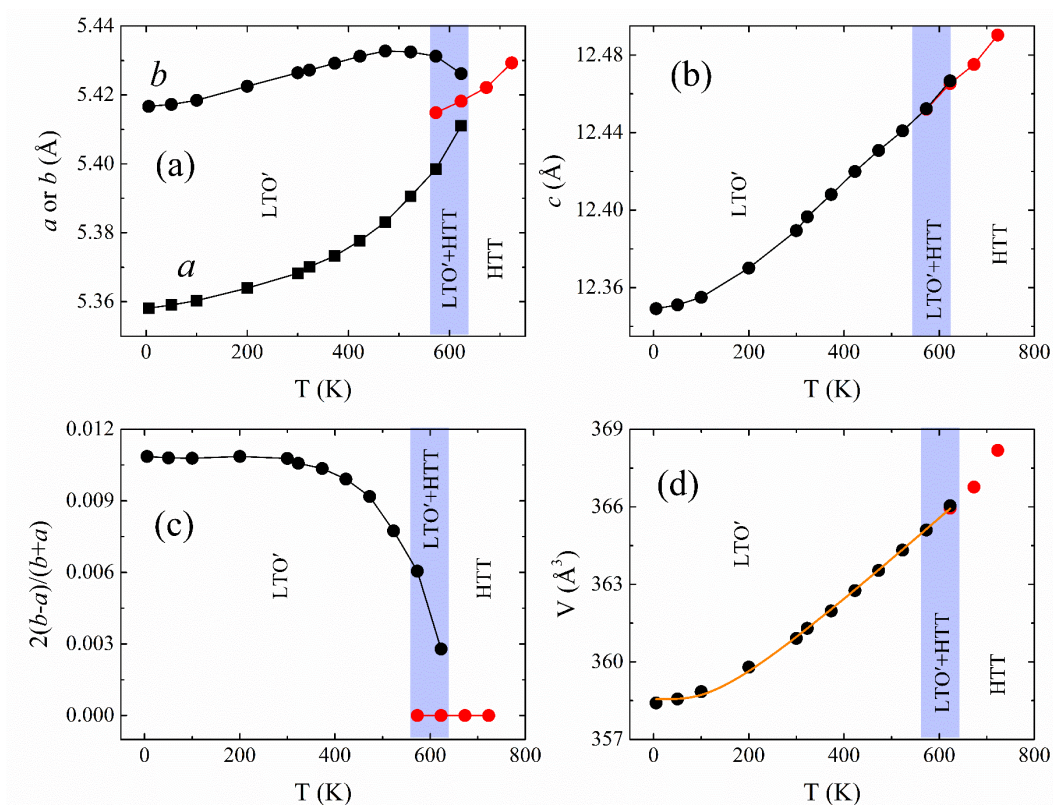 5.44
5.42
5.40
5.38
5.36
a or b (Å)
b
(a)
a
LTO′
LTO′+HTT
HTT
0 200 400 600 800
T (K)
12.48
12.44
12.40
12.36
c (Å)
(b)
LTO′
LTO′+HTT
HTT
0 200 400 600 800
T (K)
0.012
0.009
0.006
0.003
0.000
2(b-a)/(b+a)
(c)
LTO′
LTO′+HTT
HTT
0 200 400 600 800
T (K)
369
366
363
360
357
V (Å³)
(d)
LTO′
LTO′+HTT
HTT
0 200 400 600 800
T (K)